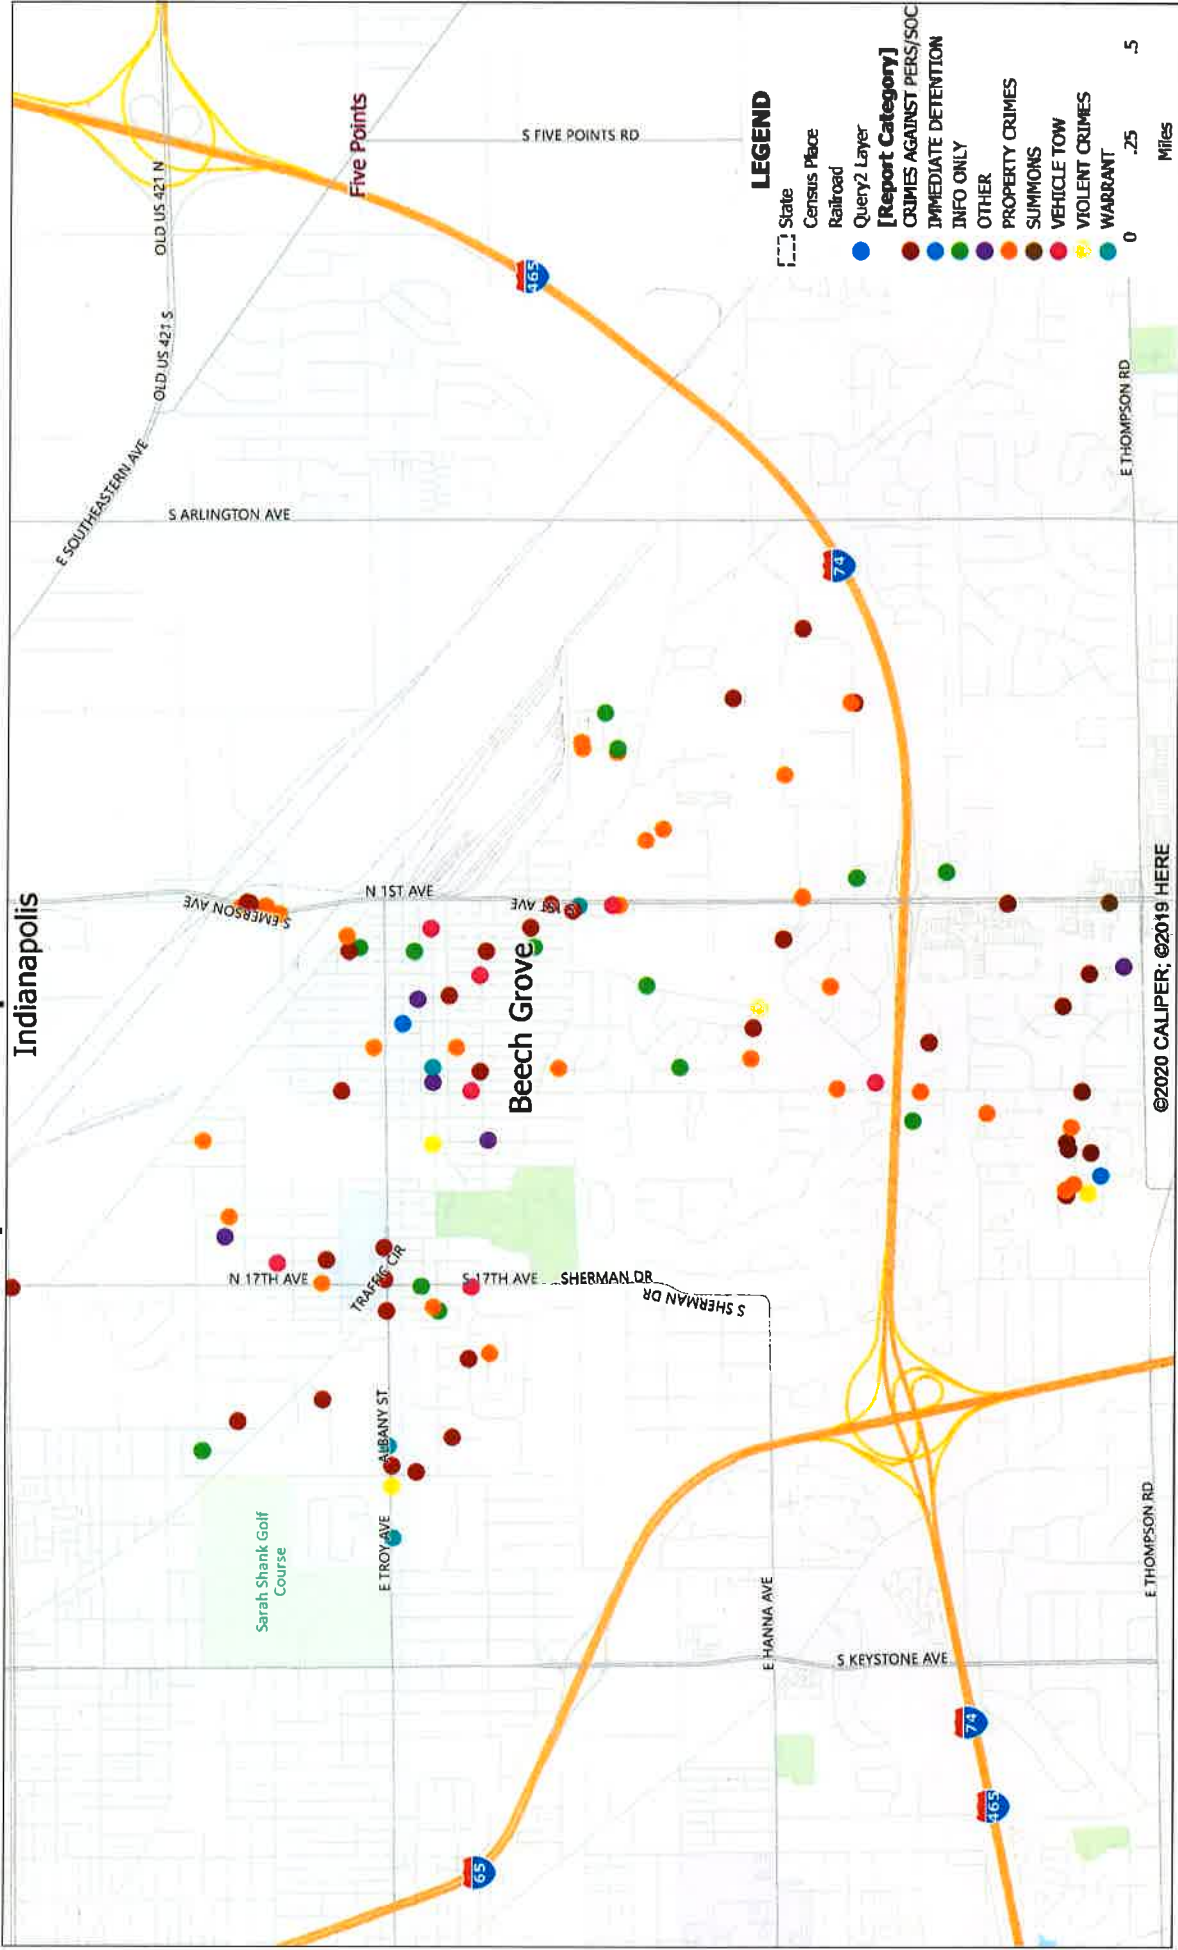 Indianapolis
OLD US 421 N
OLD US 421 S
E SOUTHEASTERN AVE
S ARLINGTON AVE
Five Points
S FIVE POINTS RD
465
74
S EMERSON AVE
N 1ST AVE
Beech Grove
N 17TH AVE
TRAFFIC CIR
S 17TH AVE
SHERMAN DR
S SHERMAN DR
ALBANY ST
E TROY AVE
Sarah Shank Golf
Course
E HANNA AVE
S KEYSTONE AVE
65
74
465
E THOMPSON RD
E THOMPSON RD
LEGEND
State
Census Place
Railroad
Query2 Layer
[Report Category]
CRIMES AGAINST PERS/SOC
IMMEDIATE DETENTION
INFO ONLY
OTHER
PROPERTY CRIMES
SUMMONS
VEHICLE TOW
VIOLENT CRIMES
WARRANT
0 .25 .5
Miles
©2020 CALIPER; ©2019 HERE